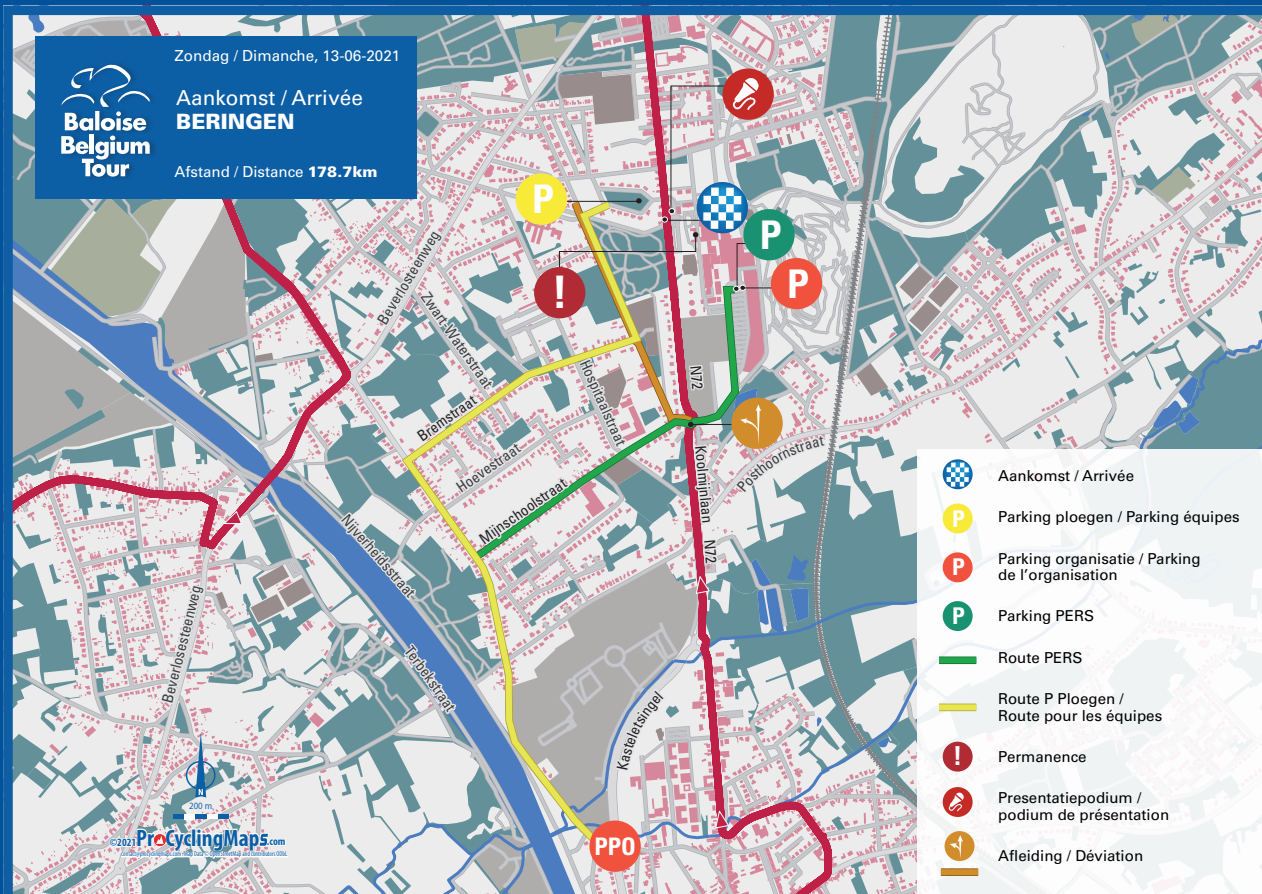 Zondag / Dimanche, 13-06-2021
Baloise
Belgium
Tour
Aankomst / Arrivée
BERINGEN
Afstand / Distance 178.7km
P
P
P
!
Beverlosteenweg
Zwart-Waterstraat
Hospitaalstraat
N72
Bremstraat
Hoevestraat
Mijnschoolstraat
Koolmijnlaan
Posthoornstraat
N72
Nijverheidsstraat
Terbekstraat
Beverlosesteenweg
Kasteeletsingel
PPO
N
200 m.
©2021 ProCyclingMaps.com
Aankomst / Arrivée
P
Parking ploegen / Parking équipes
P
Parking organisatie / Parking
de l'organisation
P
Parking PERS
Route PERS
Route P Ploegen /
Route pour les équipes
!
Permanence
Presentatiepodium /
podium de présentation
Afleiding / Déviation